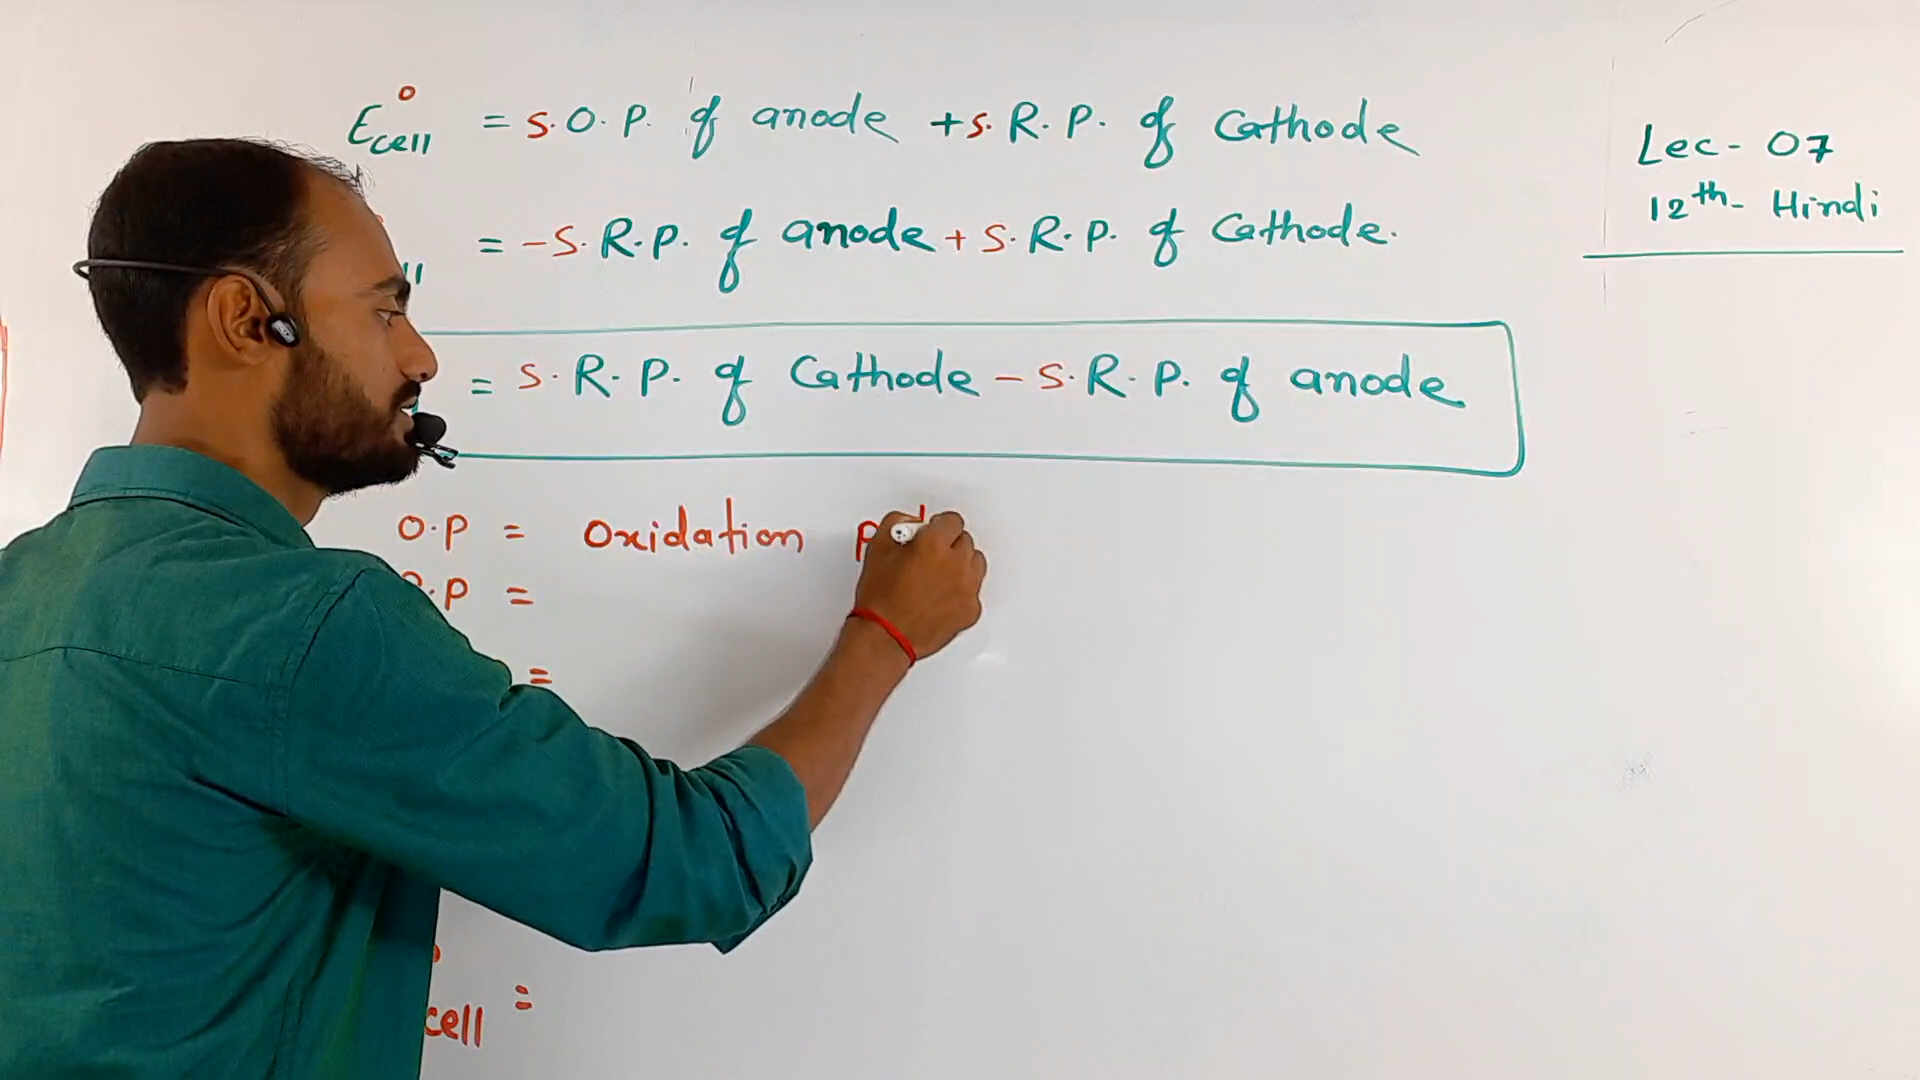 E°cell = S.O.P. of anode + S.R.P. of Cathode
= -S.R.P. of anode + S.R.P. of Cathode.
= S.R.P. of Cathode - S.R.P. of anode
O.P = Oxidation
.P =
=
cell =
Lec- 07
12th- Hindi